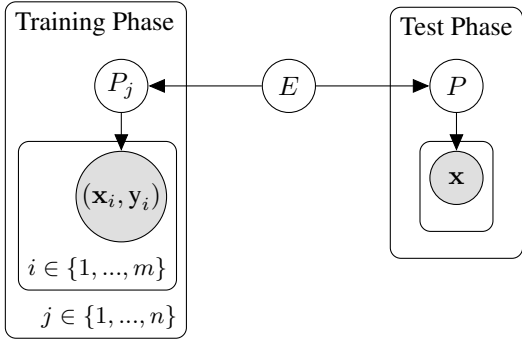 Training Phase
Test Phase
P_j
E
P
(𝐱_i, y_i)
𝐱
i ∈ {1, ..., m}
j ∈ {1, ..., n}